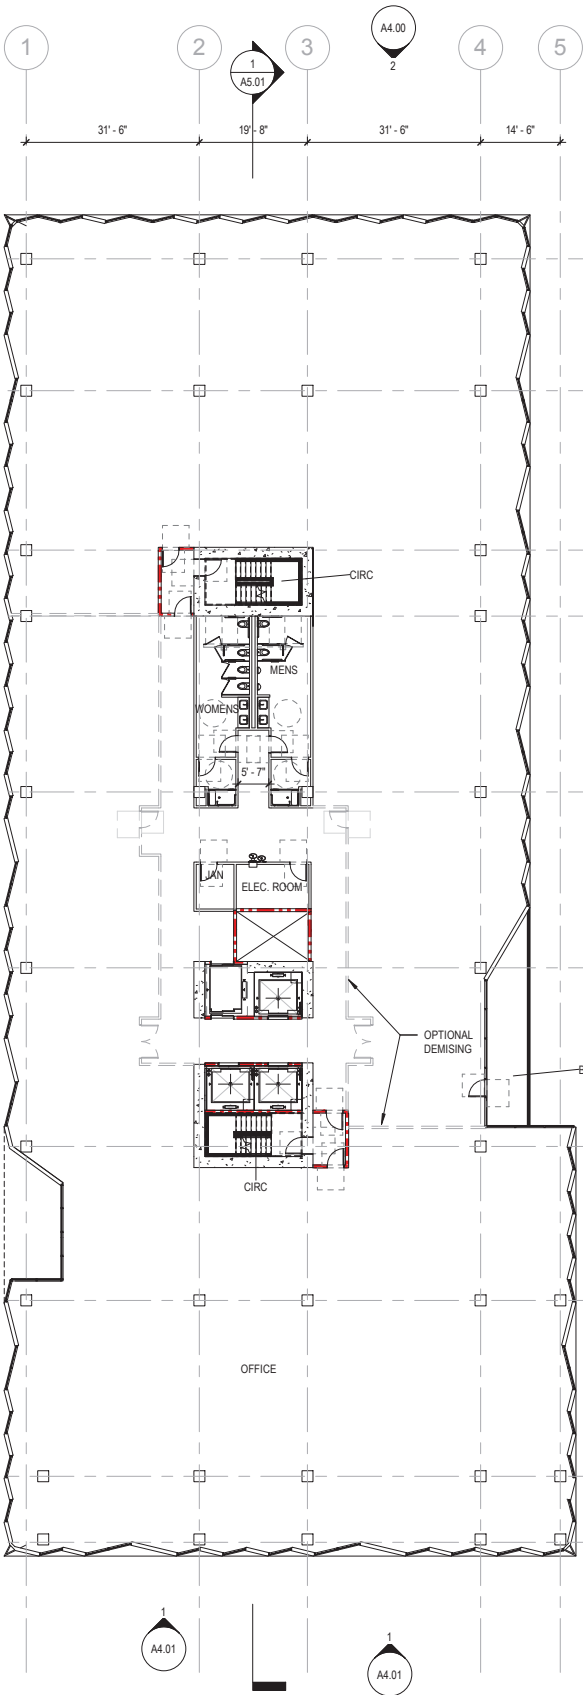 A4.00
2
1
2
3
4
5
1
A5.01
31' - 6"
19' - 8"
31' - 6"
14' - 6"
CIRC
MENS
WOMENS
5' - 7"
JAN
ELEC. ROOM
OPTIONAL
DEMISING
CIRC
OFFICE
1
A4.01
1
A4.01